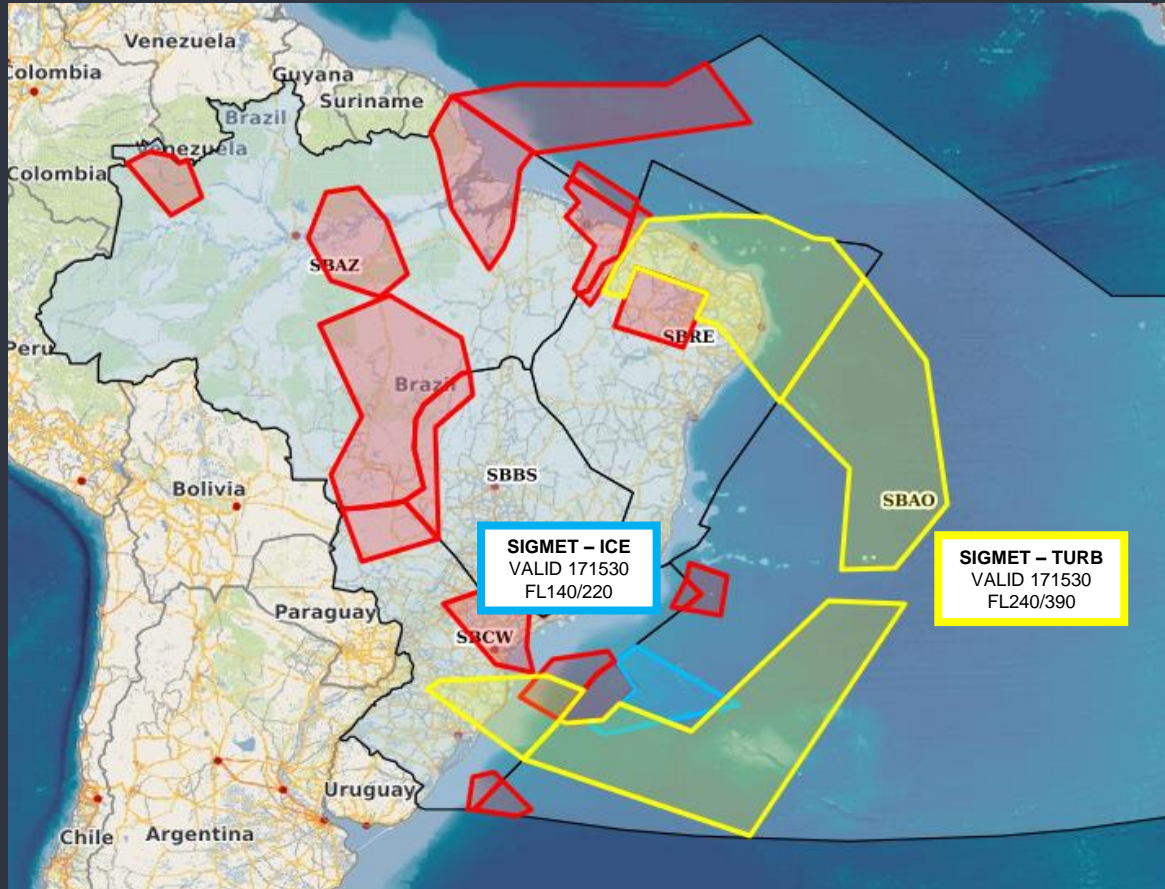 Venezuela
Colombia
Guyana
Suriname
Brazil
Venezuela
Colombia
SBAZ
SBRE
Peru
Brazil
SBBS
Bolivia
SBAO
SIGMET – ICE
VALID 171530
FL140/220
SIGMET – TURB
VALID 171530
FL240/390
Paraguay
SBCW
Uruguay
Chile
Argentina